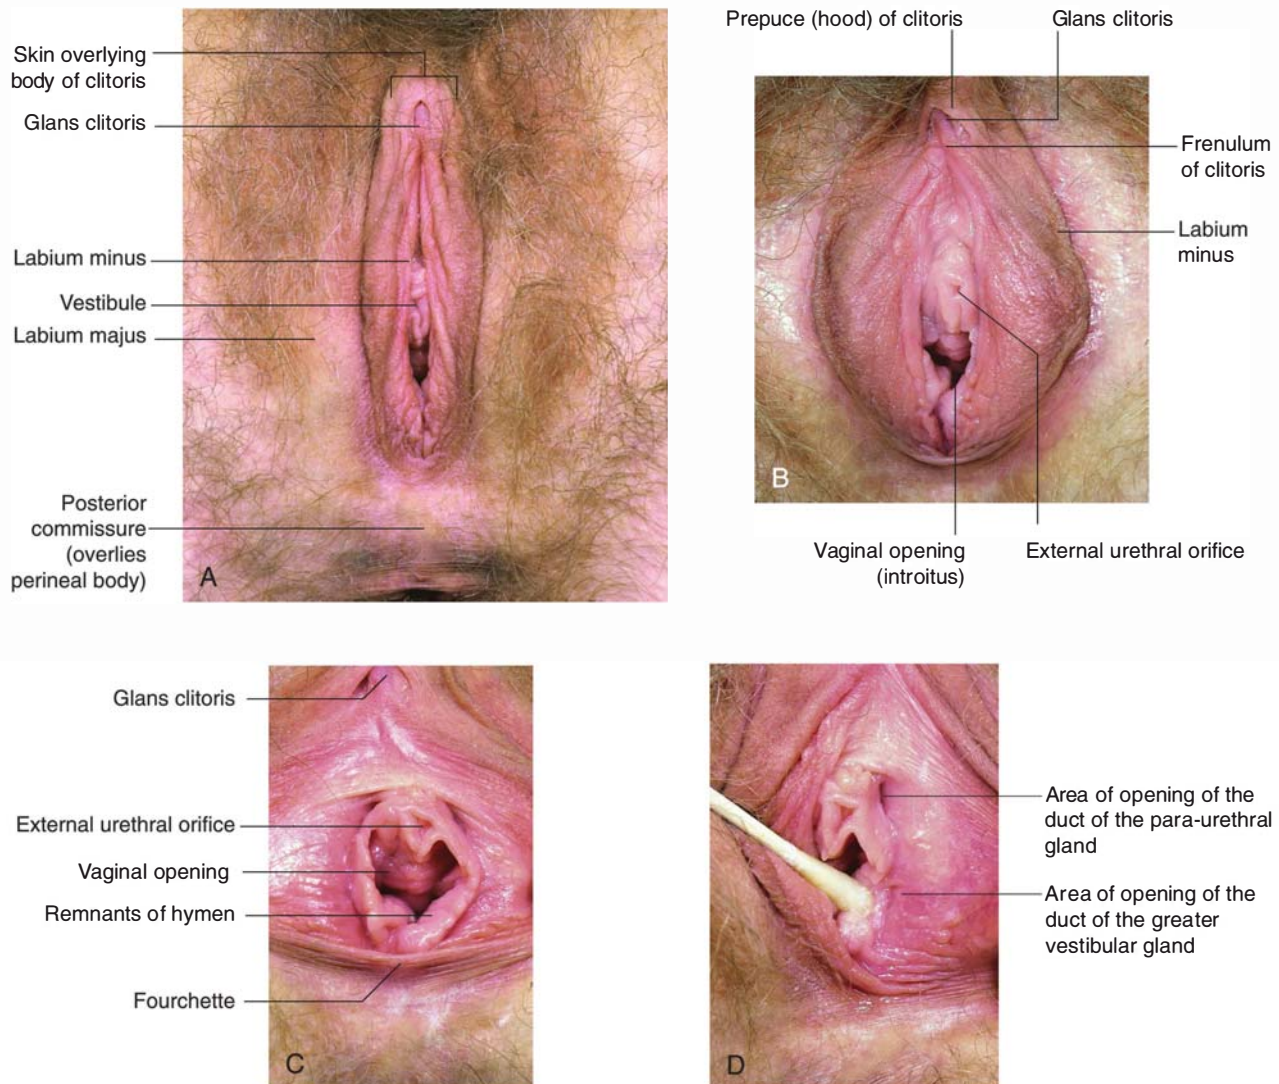 Skin overlying
body of clitoris
Glans clitoris
Labium minus
Vestibule
Labium majus
Posterior
commissure
(overlies
perineal body)
A
Prepuce (hood) of clitoris
Glans clitoris
Frenulum
of clitoris
Labium
minus
B
Vaginal opening
(introitus)
External urethral orifice
Glans clitoris
External urethral orifice
Vaginal opening
Remnants of hymen
Fourchette
C
Area of opening of the
duct of the para-urethral
gland
Area of opening of the
duct of the greater
vestibular gland
D